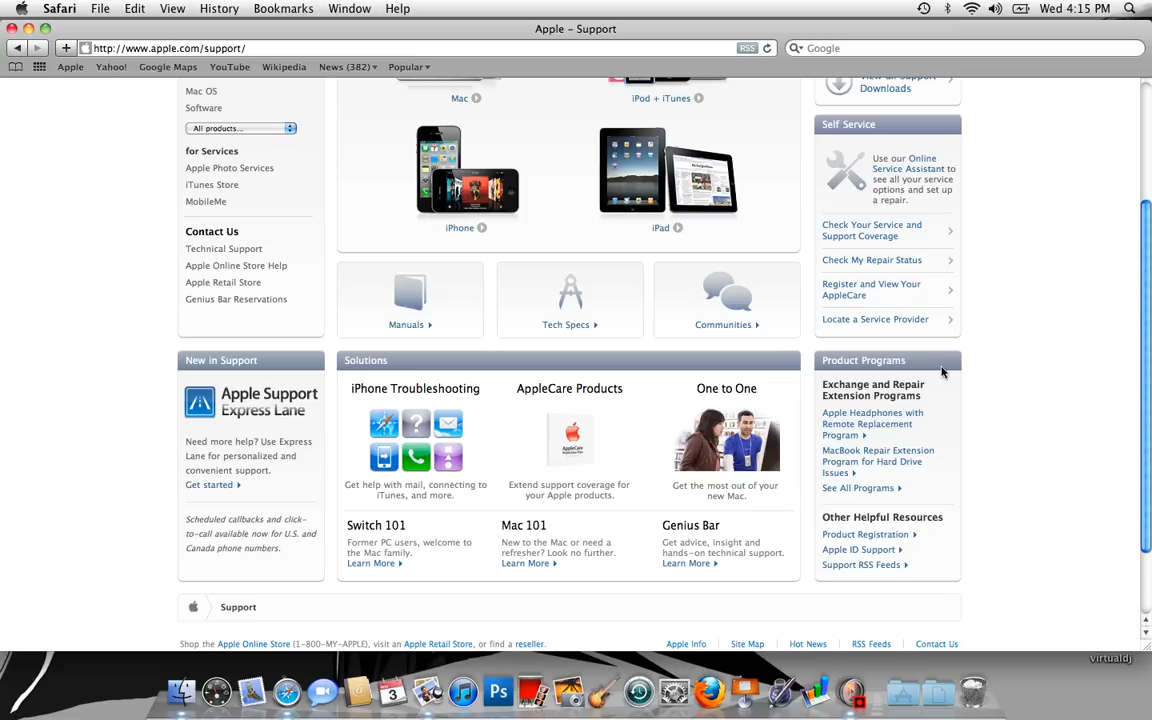 Safari File Edit View History Bookmarks Window Help
Wed 4:15 PM
Apple – Support
http://www.apple.com/support/
RSS
Google
Apple Yahoo! Google Maps YouTube Wikipedia News (382) Popular
Mac OS
Software
All products...
for Services
Apple Photo Services
iTunes Store
MobileMe
Contact Us
Technical Support
Apple Online Store Help
Apple Retail Store
Genius Bar Reservations
Mac
iPod + iTunes
iPhone
iPad
Manuals
Tech Specs
Communities
Downloads
Self Service
Use our Online
Service Assistant to
see all your service
options and set up
a repair.
Check Your Service and
Support Coverage
Check My Repair Status
Register and View Your
AppleCare
Locate a Service Provider
New in Support
Apple Support
Express Lane
Need more help? Use Express
Lane for personalized and
convenient support.
Get started
Scheduled callbacks and click-
to-call available now for U.S. and
Canada phone numbers.
Solutions
iPhone Troubleshooting
Get help with mail, connecting to
iTunes, and more.
AppleCare Products
Extend support coverage for
your Apple products.
One to One
Get the most out of your
new Mac.
Switch 101
Former PC users, welcome to
the Mac family.
Learn More
Mac 101
New to the Mac or need a
refresher? Look no further.
Learn More
Genius Bar
Get advice, insight and
hands-on technical support.
Learn More
Product Programs
Exchange and Repair
Extension Programs
Apple Headphones with
Remote Replacement
Program
MacBook Repair Extension
Program for Hard Drive
Issues
See All Programs
Other Helpful Resources
Product Registration
Apple ID Support
Support RSS Feeds
Support
Shop the Apple Online Store (1-800-MY-APPLE), visit an Apple Retail Store, or find a reseller.
Apple Info Site Map Hot News RSS Feeds Contact Us
virtualdj
3
Ps